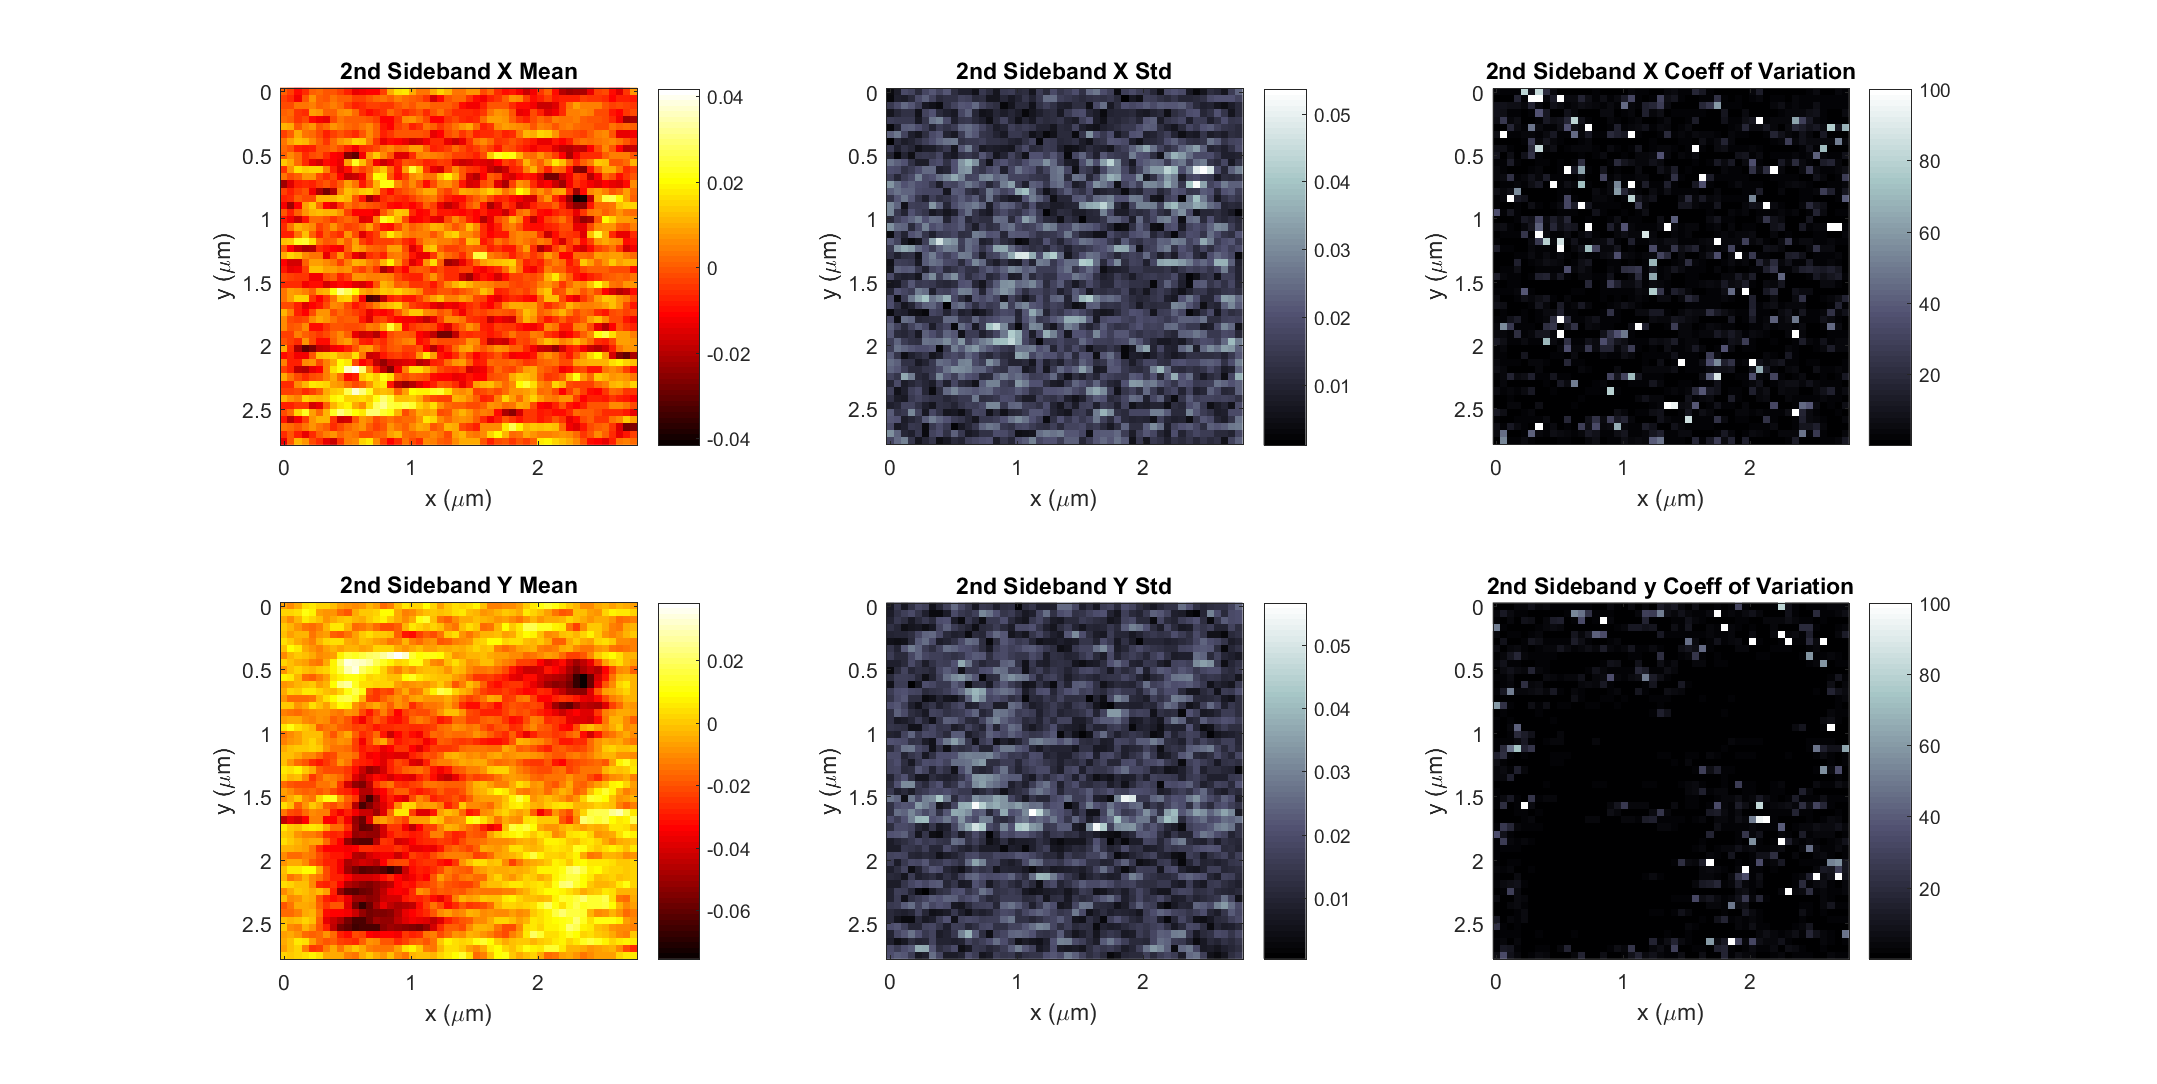 2nd Sideband X Mean
0
0.5
1
1.5
2
2.5
y (μm)
0 1 2
x (μm)
0.04
0.02
0
-0.02
-0.04
2nd Sideband X Std
0
0.5
1
1.5
2
2.5
y (μm)
0 1 2
x (μm)
0.05
0.04
0.03
0.02
0.01
2nd Sideband X Coeff of Variation
0
0.5
1
1.5
2
2.5
y (μm)
0 1 2
x (μm)
100
80
60
40
20
2nd Sideband Y Mean
0
0.5
1
1.5
2
2.5
y (μm)
0 1 2
x (μm)
0.02
0
-0.02
-0.04
-0.06
2nd Sideband Y Std
0
0.5
1
1.5
2
2.5
y (μm)
0 1 2
x (μm)
0.05
0.04
0.03
0.02
0.01
2nd Sideband y Coeff of Variation
0
0.5
1
1.5
2
2.5
y (μm)
0 1 2
x (μm)
100
80
60
40
20